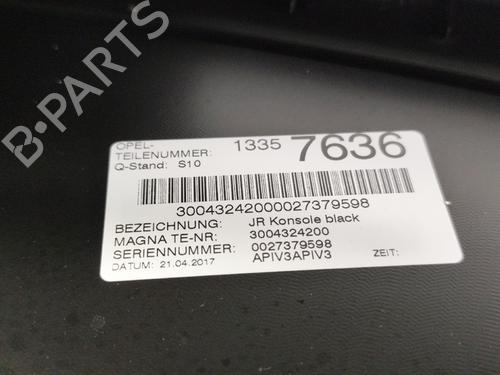 B-PARTS
OPEL-
TEILENUMMER: 1335 7636
Q-Stand: S10
30043242000027379598
BEZEICHNUNG: JR Konsole black
MAGNA TE-NR: 3004324200
SERIENNUMMER: 0027379598
APIV3APIV3
DATUM: 21.04.2017 ZEIT: